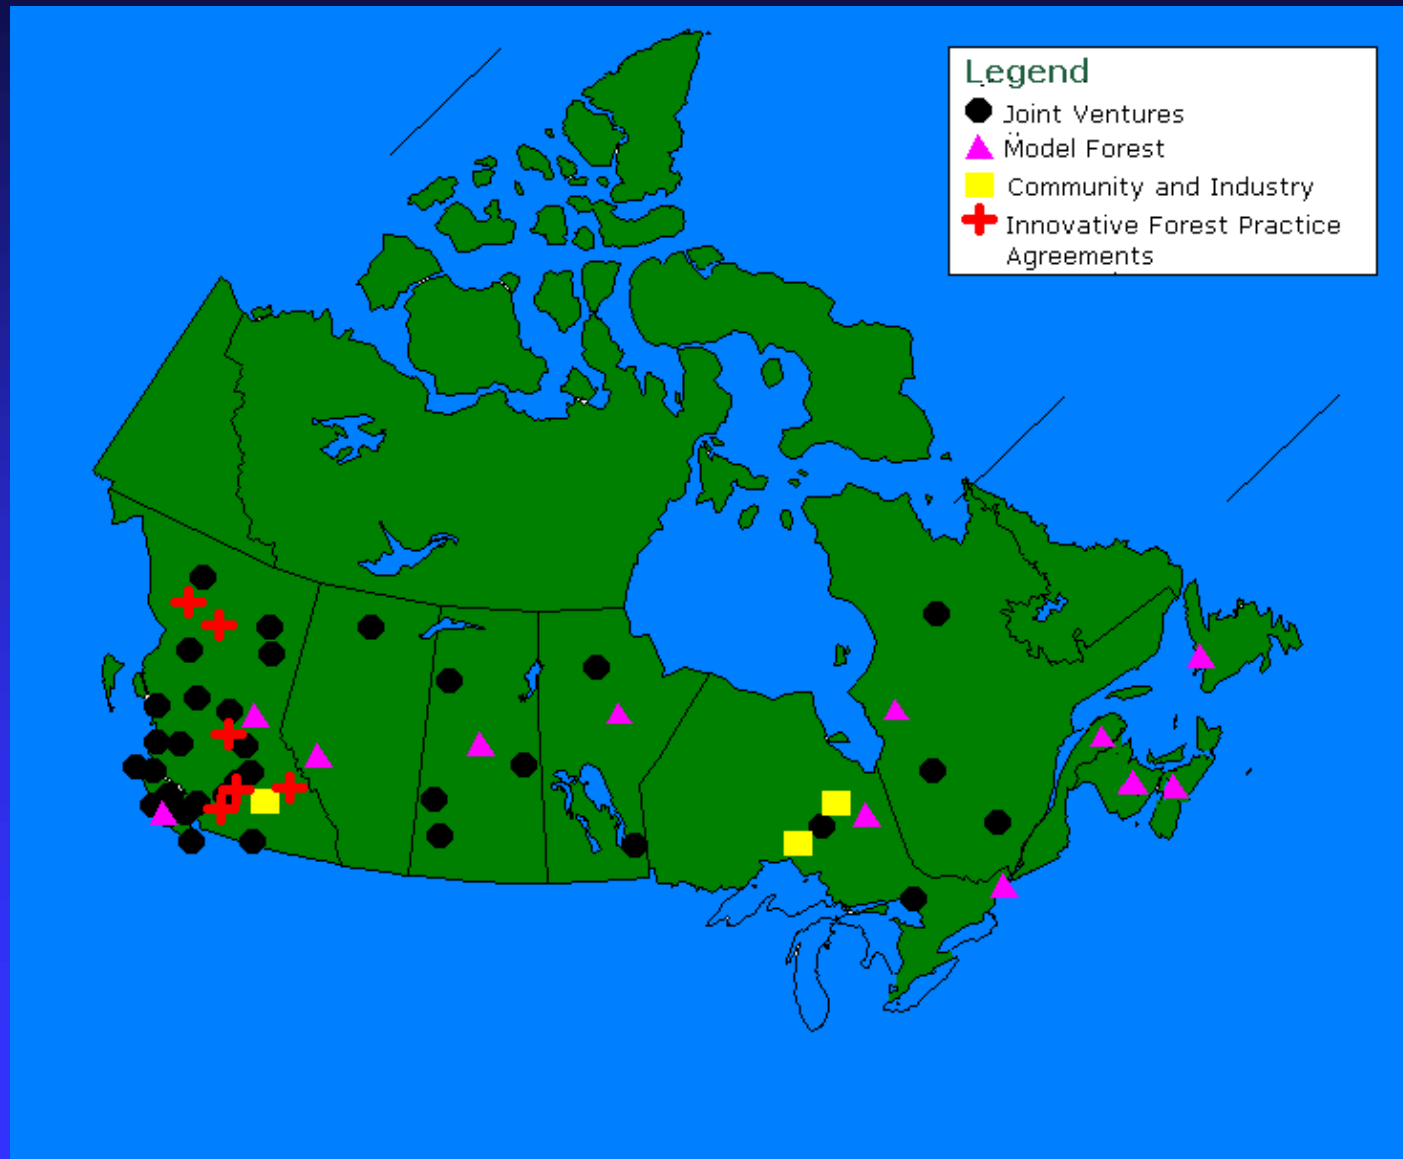 Legend
Joint Ventures
Model Forest
Community and Industry
Innovative Forest Practice
Agreements